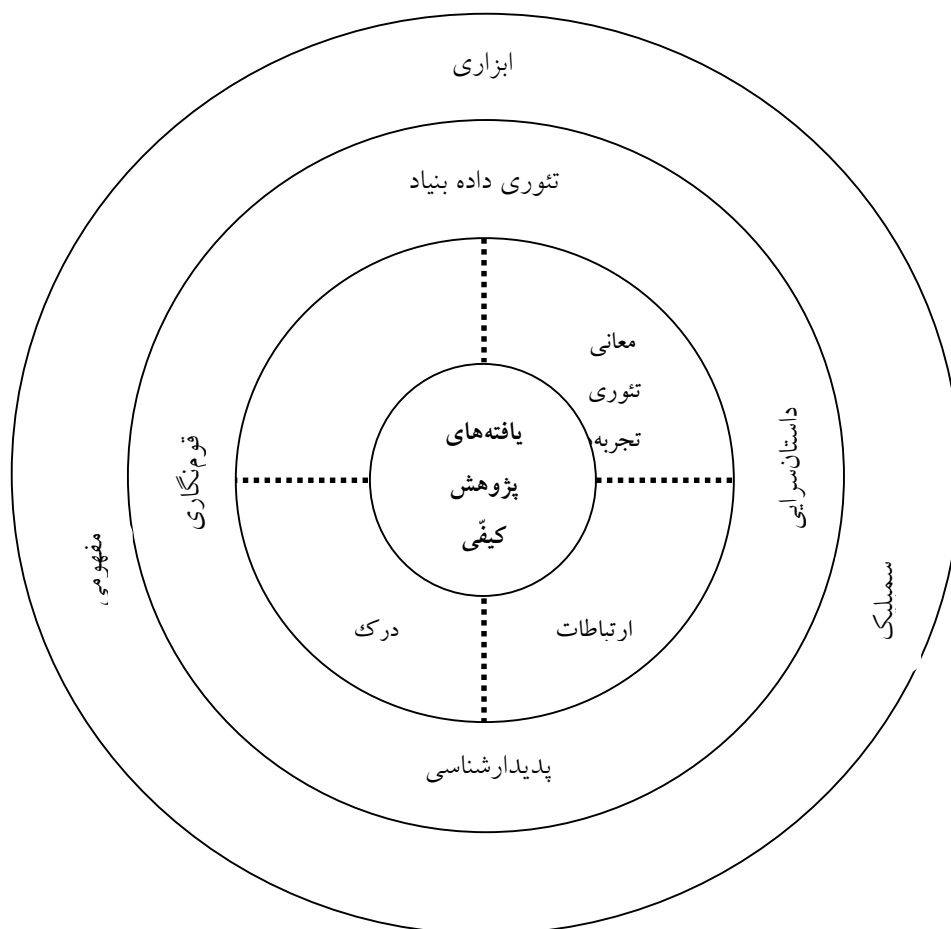 ابزاری
تئوری داده بنیاد
معانی
تئوری
داستان‌سرایی
یافته‌های
پژوهش
کیفّی
قوم‌نگاری
مفهومی
سمبلیک
درک
ارتباطات
پدیدارشناسی